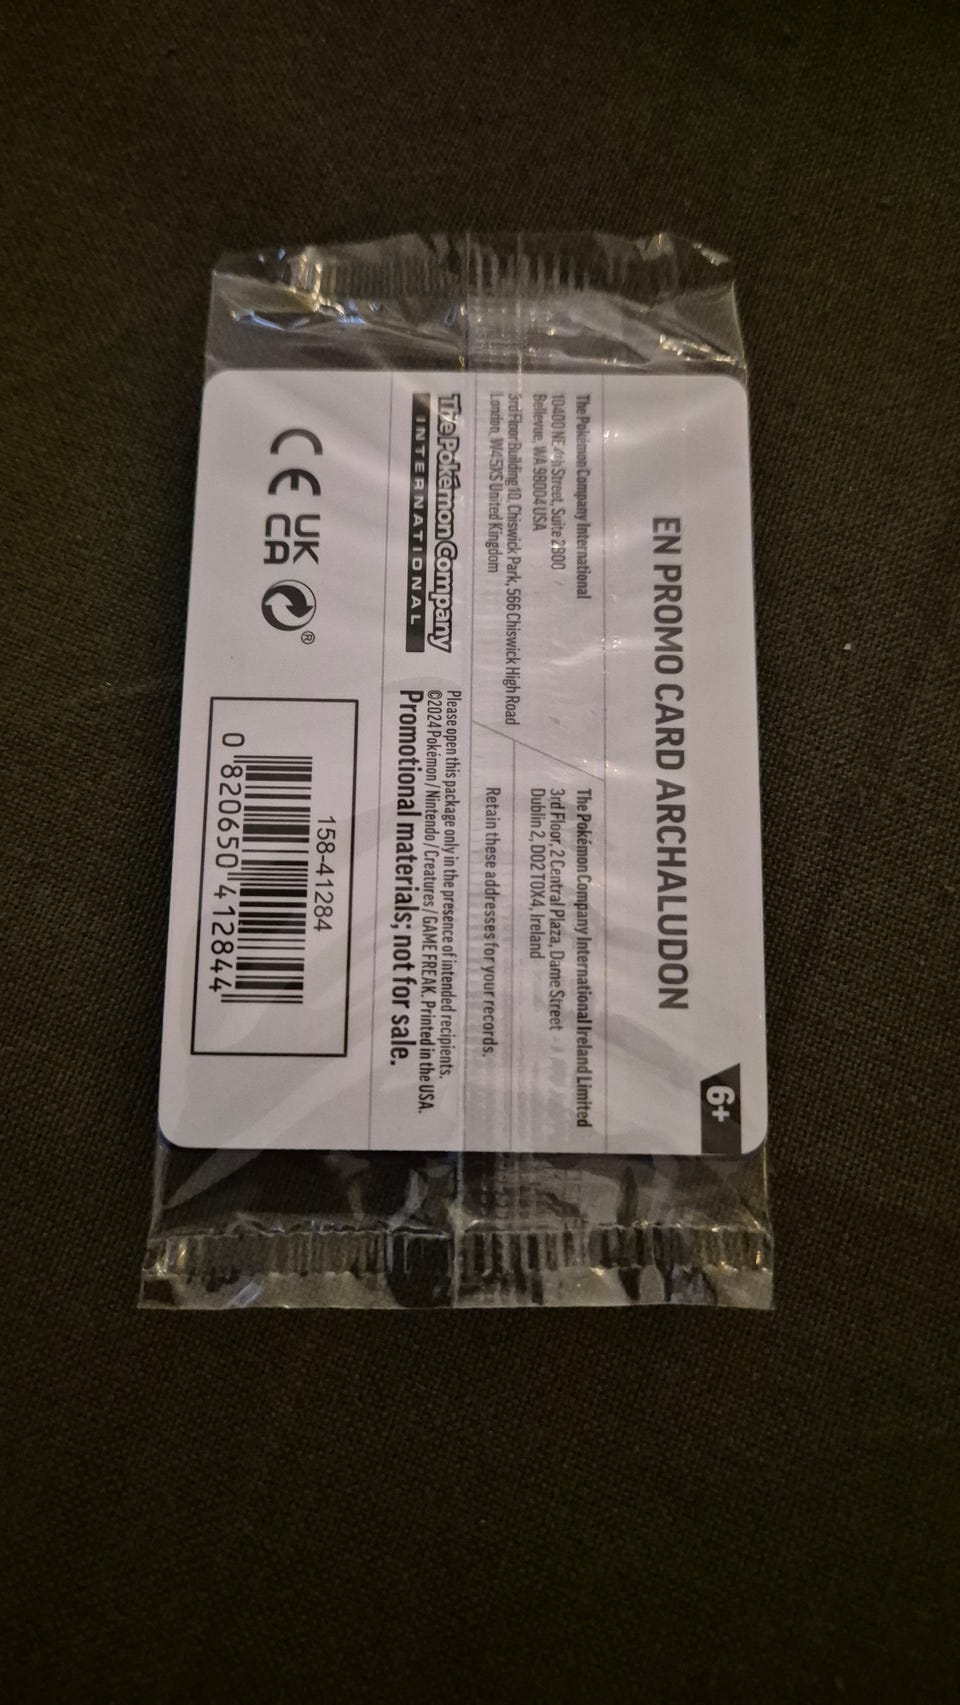 EN PROMO CARD ARCHALUDON
6+
The Pokémon Company International
10400 NE 4th Street, Suite 2800
Bellevue, WA 98004 USA
3rd Floor Building 10, Chiswick Park, 566 Chiswick High Road
London, W4 5XS United Kingdom
The Pokémon Company International Ireland Limited
3rd Floor, 2 Central Plaza, Dame Street
Dublin 2, D02 T0X4, Ireland
Retain these addresses for your records.
The Pokémon Company
INTERNATIONAL
Please open this package only in the presence of intended recipients.
©2024 Pokémon / Nintendo / Creatures / GAME FREAK. Printed in the USA.
Promotional materials; not for sale.
CE
UK
CA
®
158-41284
0 820650 412844